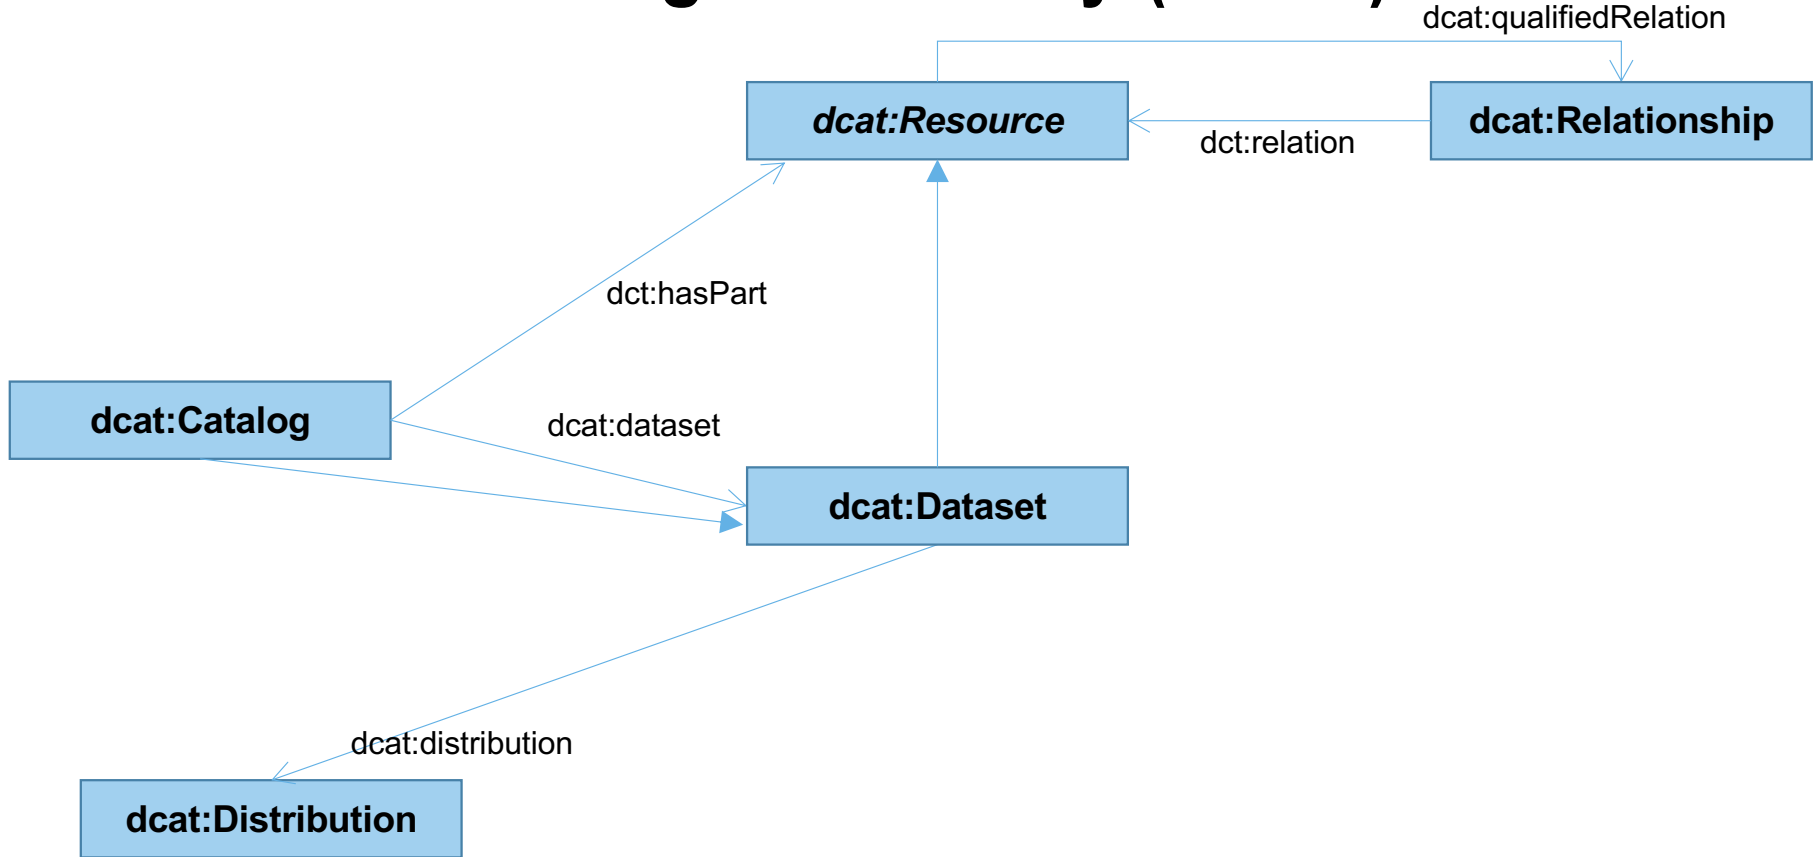 dcat:qualifiedRelation
dcat:Resource
dcat:Relationship
dct:relation
dct:hasPart
dcat:Catalog
dcat:dataset
dcat:Dataset
dcat:distribution
dcat:Distribution